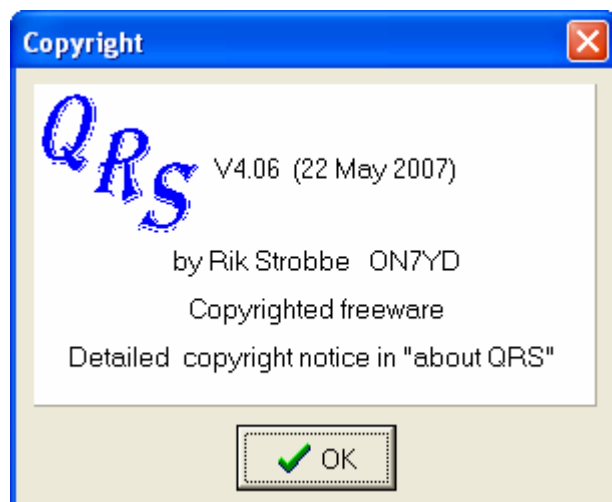 Copyright
QRS
V4.06 (22 May 2007)
by Rik Strobbe ON7YD
Copyrighted freeware
Detailed copyright notice in "about QRS"
OK